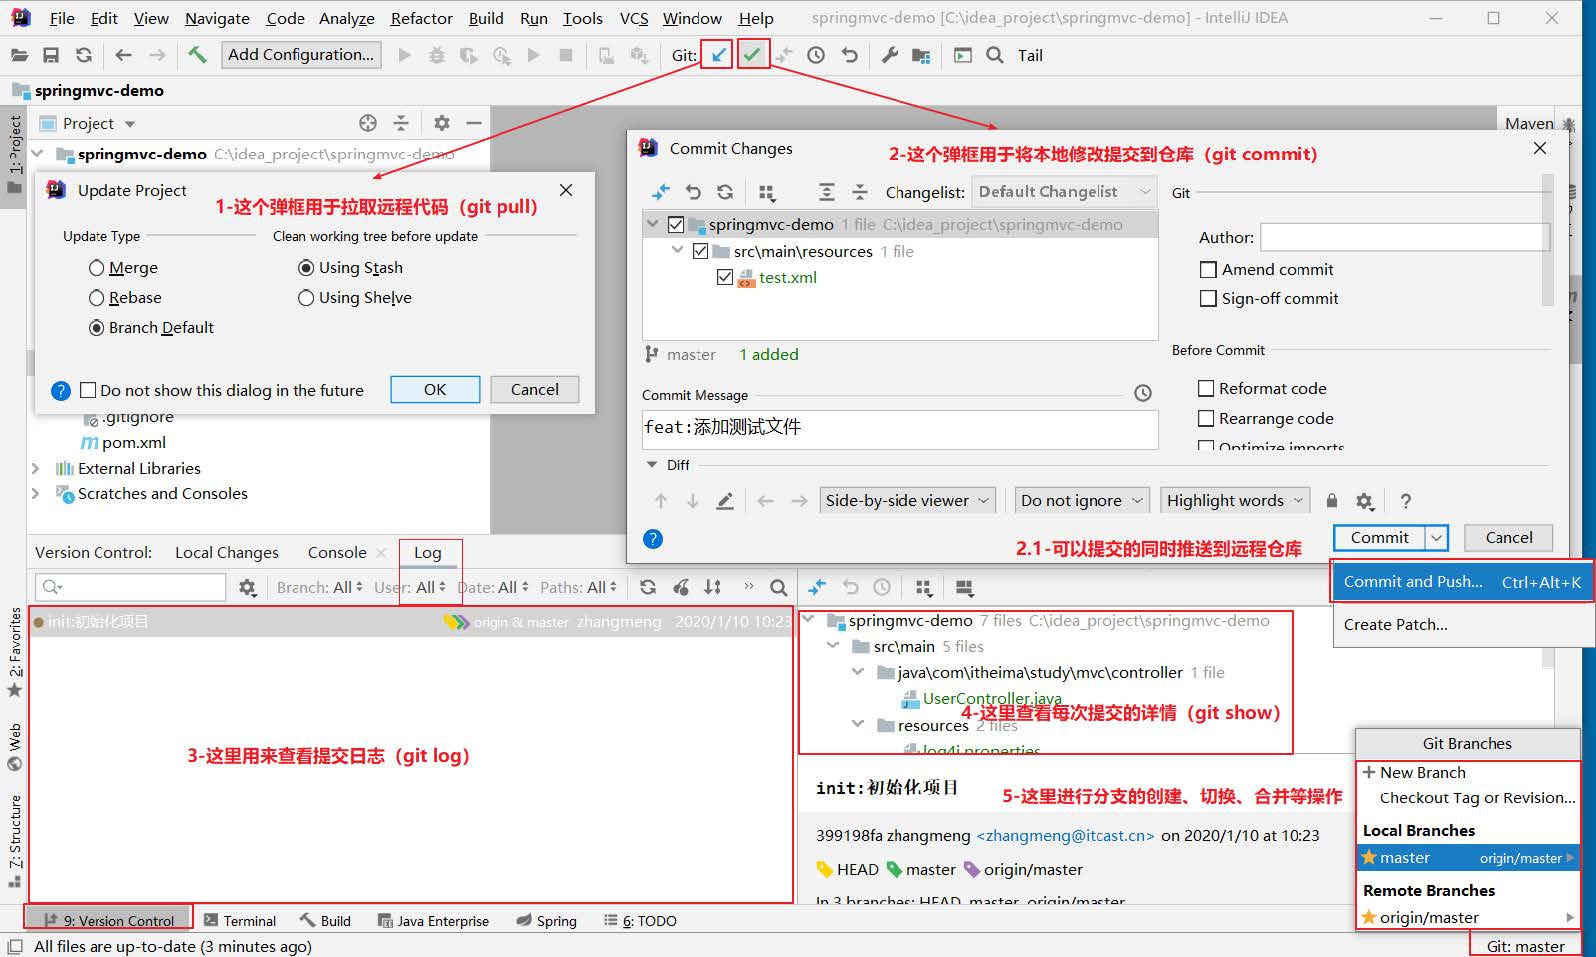 File Edit View Navigate Code Analyze Refactor Build Run Tools VCS Window Help springmvc-demo [C:\idea_project\springmvc-demo] - IntelliJ IDEA
Add Configuration... Git: Tail
springmvc-demo
1: Project
Project
Maven
springmvc-demo C:\idea_project\springmvc-demo
Update Project
1-这个弹框用于拉取远程代码（git pull）
Update Type
Clean working tree before update
Merge
Using Stash
Rebase
Using Shelve
Branch Default
Do not show this dialog in the future
OK
Cancel
.gitignore
pom.xml
External Libraries
Scratches and Consoles
Commit Changes
2-这个弹框用于将本地修改提交到仓库（git commit）
Changelist: Default Changelist
Git
springmvc-demo 1 file C:\idea_project\springmvc-demo
Author:
src\main\resources 1 file
Amend commit
test.xml
Sign-off commit
master 1 added
Before Commit
Commit Message
Reformat code
feat:添加测试文件
Rearrange code
Optimize imports
Diff
Side-by-side viewer Do not ignore Highlight words
?
2.1-可以提交的同时推送到远程仓库
Commit
Cancel
Commit and Push... Ctrl+Alt+K
Create Patch...
Version Control: Local Changes Console Log
Branch: All User: All Date: All Paths: All
init:初始化项目 origin & master zhangmeng 2020/1/10 10:23
3-这里用来查看提交日志（git log）
springmvc-demo 7 files C:\idea_project\springmvc-demo
src\main 5 files
java\com\itheima\study\mvc\controller 1 file
UserController.java
4-这里查看每次提交的详情（git show）
resources 2 files
log4j.properties
init:初始化项目
5-这里进行分支的创建、切换、合并等操作
399198fa zhangmeng <zhangmeng@itcast.cn> on 2020/1/10 at 10:23
HEAD master origin/master
In 3 branches: HEAD, master, origin/master
Git Branches
New Branch
Checkout Tag or Revision...
Local Branches
master origin/master
Remote Branches
origin/master
2: Favorites
Web
7: Structure
9: Version Control Terminal Build Java Enterprise Spring 6: TODO
All files are up-to-date (3 minutes ago)
Git: master